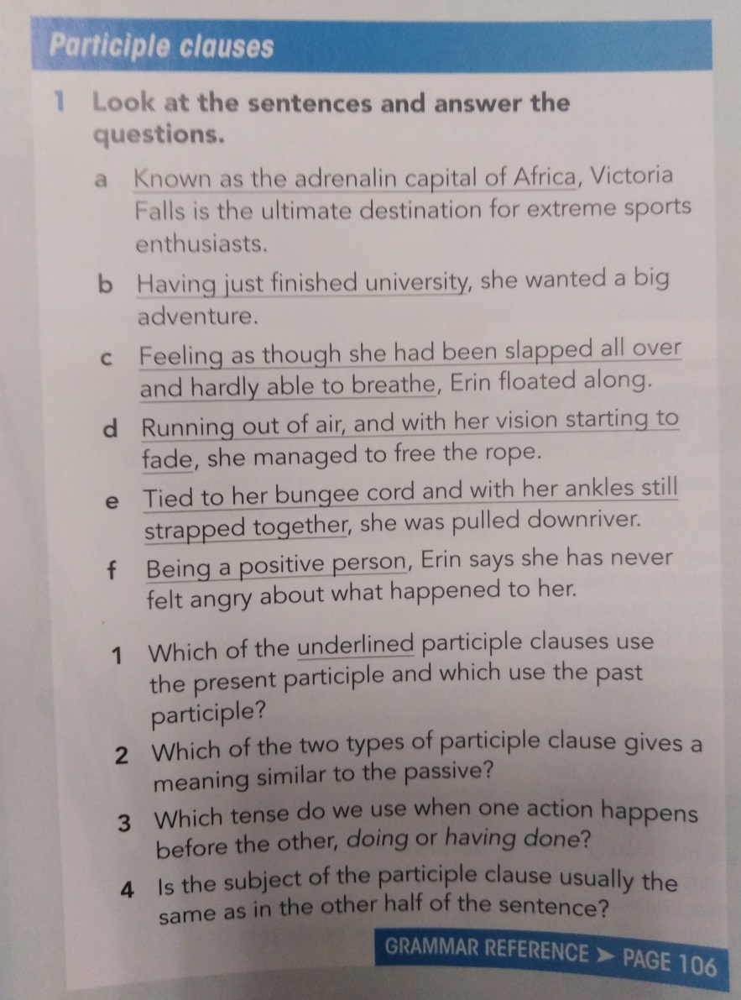 Participle clauses
1 Look at the sentences and answer the
questions.
a Known as the adrenalin capital of Africa, Victoria
Falls is the ultimate destination for extreme sports
enthusiasts.
b Having just finished university, she wanted a big
adventure.
c Feeling as though she had been slapped all over
and hardly able to breathe, Erin floated along.
d Running out of air, and with her vision starting to
fade, she managed to free the rope.
e Tied to her bungee cord and with her ankles still
strapped together, she was pulled downriver.
f Being a positive person, Erin says she has never
felt angry about what happened to her.
1 Which of the underlined participle clauses use
the present participle and which use the past
participle?
2 Which of the two types of participle clause gives a
meaning similar to the passive?
3 Which tense do we use when one action happens
before the other, doing or having done?
4 Is the subject of the participle clause usually the
same as in the other half of the sentence?
GRAMMAR REFERENCE ➤ PAGE 106